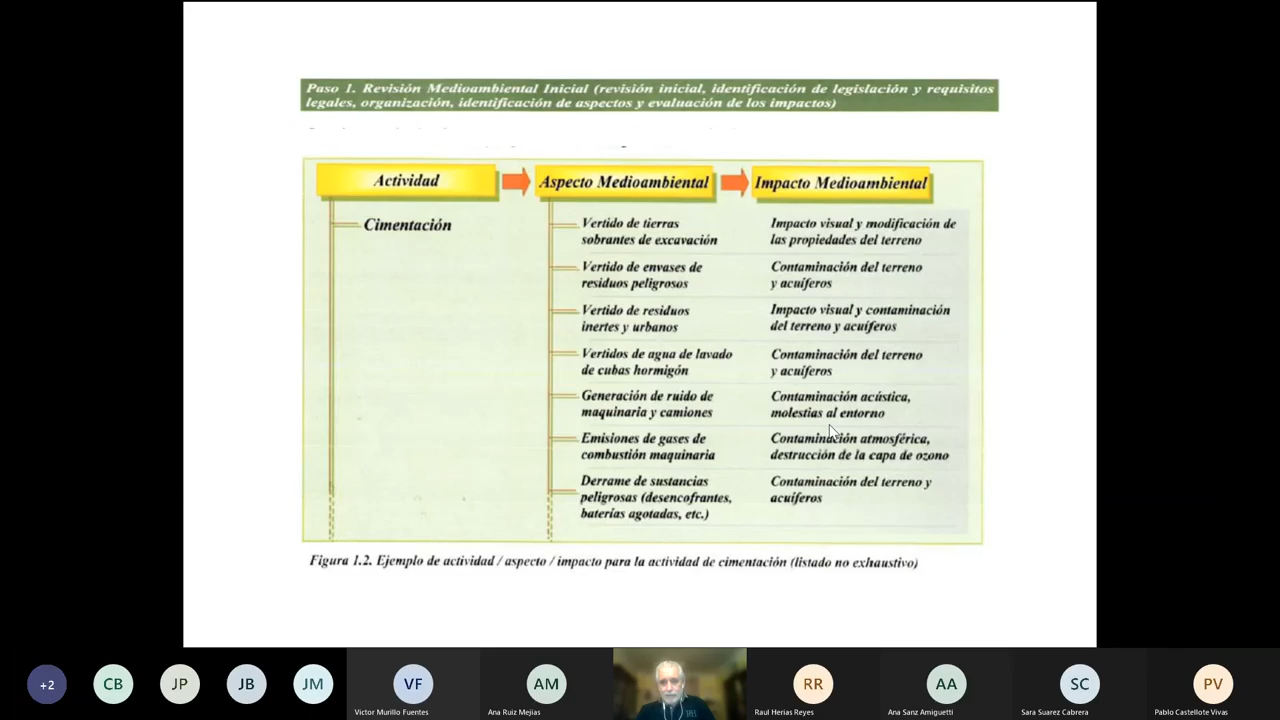 Paso 1. Revisión Medioambiental Inicial (revisión inicial, identificación de legislación y requisitos
legales, organización, identificación de aspectos y evaluación de los impactos)
Actividad
Aspecto Medioambiental
Impacto Medioambiental
Cimentación
Vertido de tierras
sobrantes de excavación
Impacto visual y modificación de
las propiedades del terreno
Vertido de envases de
residuos peligrosos
Contaminación del terreno
y acuíferos
Vertido de residuos
inertes y urbanos
Impacto visual y contaminación
del terreno y acuíferos
Vertidos de agua de lavado
de cubas hormigón
Contaminación del terreno
y acuíferos
Generación de ruido de
maquinaria y camiones
Contaminación acústica,
molestias al entorno
Emisiones de gases de
combustión maquinaria
Contaminación atmosférica,
destrucción de la capa de ozono
Derrame de sustancias
peligrosas (desencofrantes,
baterías agotadas, etc.)
Contaminación del terreno y
acuíferos
Figura 1.2. Ejemplo de actividad / aspecto / impacto para la actividad de cimentación (listado no exhaustivo)
+2
CB
JP
JB
JM
VF
AM
RR
AA
SC
PV
Victor Murillo Fuentes
Ana Ruiz Mejias
Raul Herias Reyes
Ana Sanz Amiguetti
Sara Suarez Cabrera
Pablo Castellote Vivas